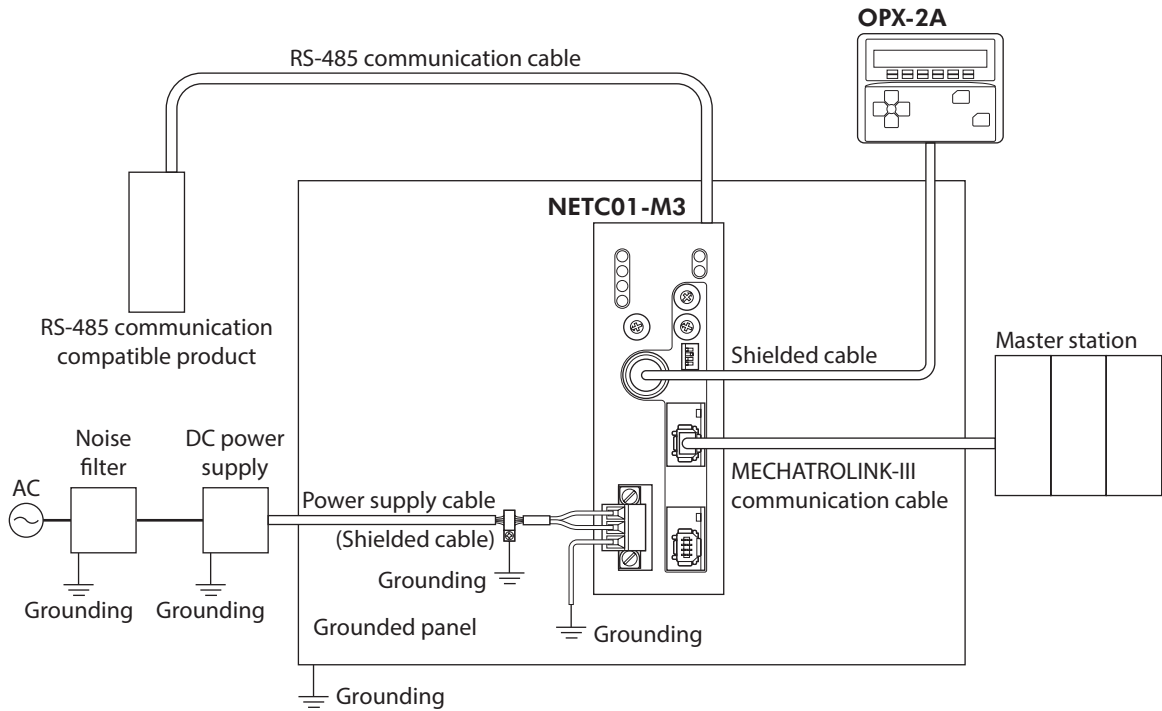 OPX-2A
RS-485 communication cable
NETC01-M3
RS-485 communication
compatible product
Shielded cable
Master station
Noise
filter
DC power
supply
AC
Power supply cable
(Shielded cable)
MECHATROLINK-III
communication cable
Grounding
Grounding
Grounding
Grounded panel
Grounding
Grounding